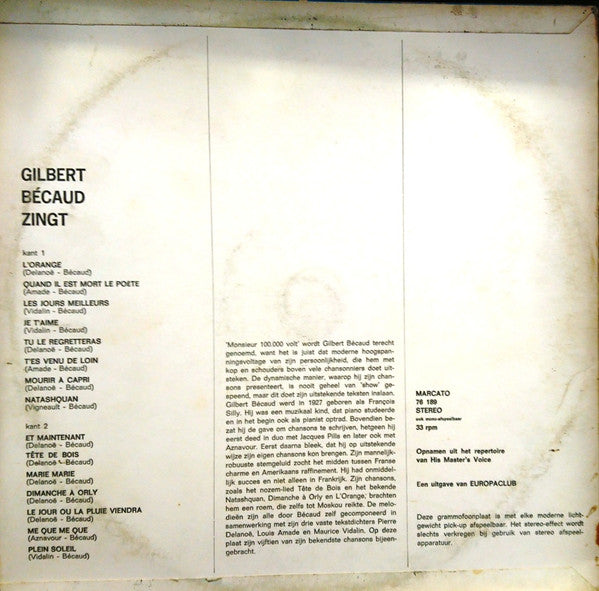 GILBERT
BÉCAUD
ZINGT
kant 1
L'ORANGE
(Delanoë - Bécaud)
QUAND IL EST MORT LE POETE
(Amade - Bécaud)
LES JOURS MEILLEURS
(Vidalin - Bécaud)
JE T'AIME
(Vidalin - Bécaud)
TU LE REGRETTERAS
(Delanoë - Bécaud)
T'ES VENU DE LOIN
(Amade - Bécaud)
MOURIR A CAPRI
(Delanoë - Bécaud)
NATASHQUAN
(Vigneault - Bécaud)
kant 2
ET MAINTENANT
(Delanoë - Bécaud)
TÊTE DE BOIS
(Delanoë - Bécaud)
MARIE MARIE
(Delanoë - Bécaud)
DIMANCHE À ORLY
(Delanoë - Bécaud)
LE JOUR OU LA PLUIE VIENDRA
(Delanoë - Bécaud)
ME QUE ME QUE
(Aznavour - Bécaud)
PLEIN SOLEIL
(Vidalin - Bécaud)
'Monsieur 100.000 volt' wordt Gilbert Bécaud terecht
genoemd, want het is juist dat moderne hoogspan-
ningsvoltage van zijn persoonlijkheid, die hem met
kop en schouders boven vele chansonniers doet uit-
steken. De dynamische manier, waarop hij zijn chan-
sons presenteert, is nooit geheel van 'show' ge-
speend, maar dit doet zijn uitstekende teksten inslaan.
Gilbert Bécaud werd in 1927 geboren als François
Silly. Hij was een muzikaal kind, dat piano studeerde
en in het begin ook als pianist optrad. Bovendien be-
zat hij de gave om chansons te schrijven, hetgeen hij
eerst deed in duo met Jacques Pills en later ook met
Aznavour. Eerst daarna bleek, dat hij op uitstekende
wijze zijn eigen chansons kon brengen. Zijn mannelijk-
robuuste stemgeluid zocht het midden tussen Franse
charme en Amerikaans raffinement. Hij had onmiddel-
lijk succes en niet alleen in Frankrijk. Zijn chansons,
zoals het nozem-lied Tête de Bois en het bekende
Natashquan, Dimanche à Orly en L'Orange, brachten
hem een roem, die zelfs tot Moskou reikte. De melo-
dieën zijn alle door Bécaud zelf gecomponeerd in
samenwerking met zijn drie vaste tekstdichters Pierre
Delanoë, Louis Amade en Maurice Vidalin. Op deze
plaat zijn vijftien van zijn bekendste chansons bijeen-
gebracht.
MARCATO
76 189
STEREO
ook mono-afspeelbaar
33 rpm
Opnamen uit het repertoire
van His Master's Voice
Een uitgave van EUROPACLUB
Deze grammofoonplaat is met elke moderne licht-
gewicht pick-up afspeelbaar. Het stereo-effect wordt
slechts verkregen bij gebruik van stereo afspeel-
apparatuur.